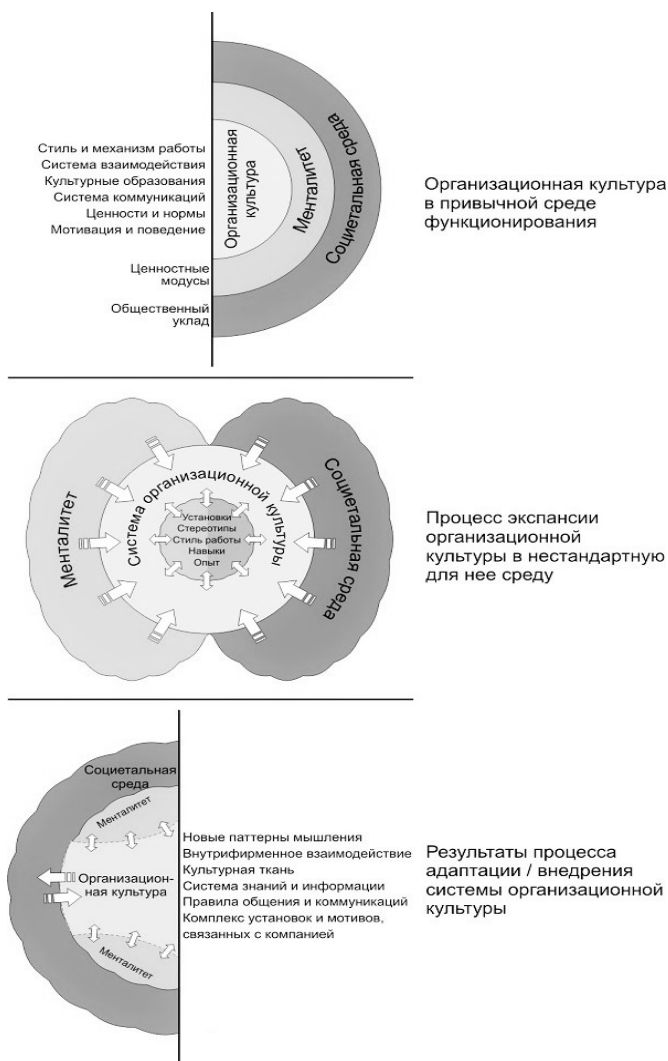 Стиль и механизм работы
Система взаимодействия
Культурные образования
Система коммуникаций
Ценности и нормы
Мотивация и поведение
Ценностные
модусы
Общественный
уклад
Организационная
культура
Менталитет
Социетальная среда
Организационная культура
в привычной среде
функционирования
Менталитет
Система организационной культуры
Установки
Стереотипы
Стиль работы
Навыки
Опыт
Социетальная среда
Процесс экспансии
организационной
культуры в нестандартную
для нее среду
Социетальная
среда
Менталитет
Организацион-
ная культура
Менталитет
Новые паттерны мышления
Внутрифирменное взаимодействие
Культурная ткань
Система знаний и информации
Правила общения и коммуникаций
Комплекс установок и мотивов,
связанных с компанией
Результаты процесса
адаптации / внедрения
системы организационной
культуры